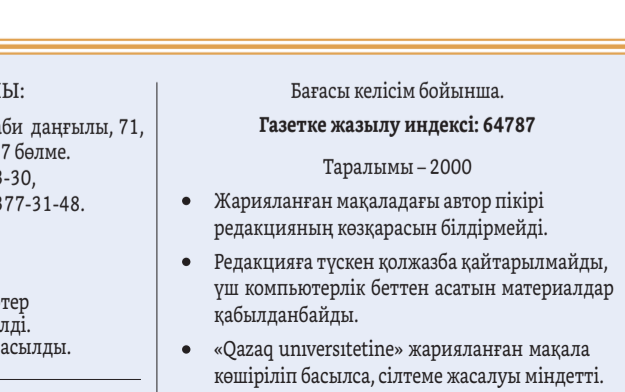 Ы:
би даңғылы, 71,
7 бөлме.
3-30,
377-31-48.
тер
лді.
асылды.
Бағасы келісім бойынша.
Газетке жазылу индексі: 64787
Таралымы – 2000
• Жарияланған мақаладағы автор пікірі
редакцияның көзқарасын білдірмейді.
• Редакцияға түскен қолжазба қайтарылмайды,
үш компьютерлік беттен асатын материалдар
қабылданбайды.
• «Qazaq unıversıtetine» жарияланған мақала
көшіріліп басылса, сілтеме жасалуы міндетті.